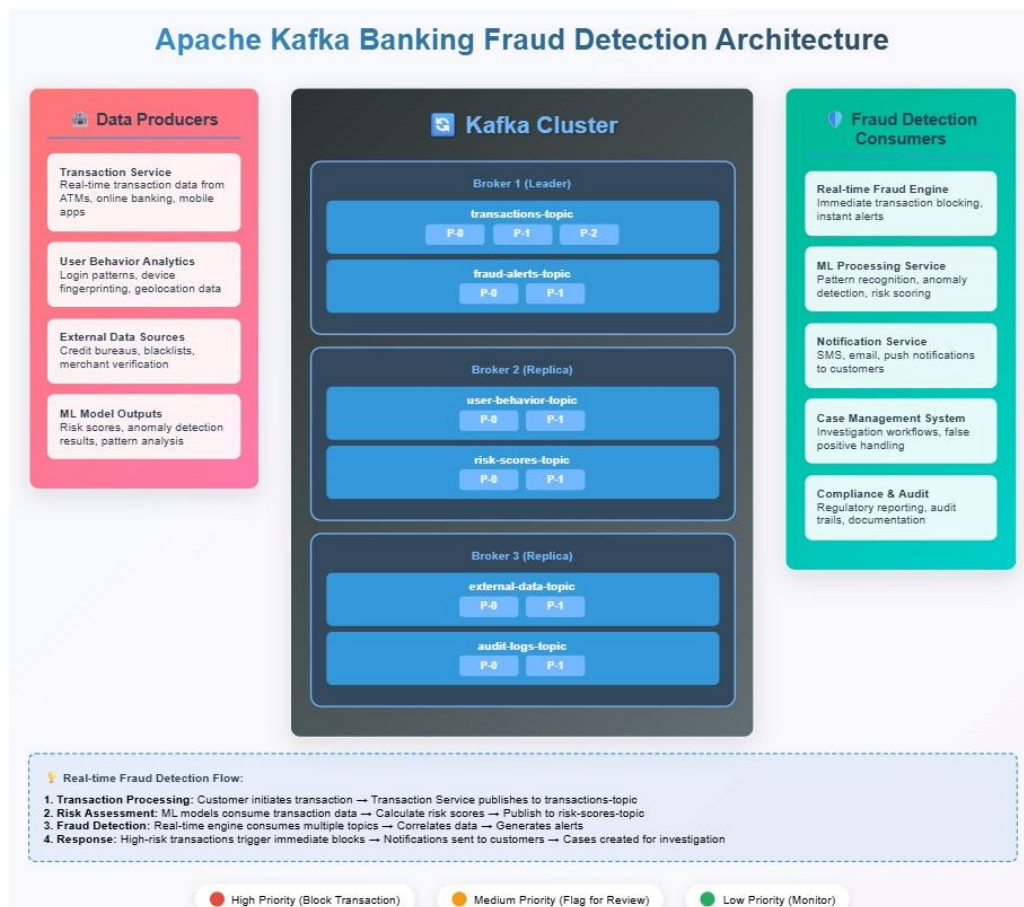 Apache Kafka Banking Fraud Detection Architecture
Data Producers
Transaction Service
Real-time transaction data from
ATMs, online banking, mobile
apps
User Behavior Analytics
Login patterns, device
fingerprinting, geolocation data
External Data Sources
Credit bureaus, blacklists,
merchant verification
ML Model Outputs
Risk scores, anomaly detection
results, pattern analysis
Kafka Cluster
Broker 1 (Leader)
transactions-topic
P-0 P-1 P-2
fraud-alerts-topic
P-0 P-1
Broker 2 (Replica)
user-behavior-topic
P-0 P-1
risk-scores-topic
P-0 P-1
Broker 3 (Replica)
external-data-topic
P-0 P-1
audit-logs-topic
P-0 P-1
Fraud Detection
Consumers
Real-time Fraud Engine
Immediate transaction blocking,
instant alerts
ML Processing Service
Pattern recognition, anomaly
detection, risk scoring
Notification Service
SMS, email, push notifications
to customers
Case Management System
Investigation workflows, false
positive handling
Compliance & Audit
Regulatory reporting, audit
trails, documentation
Real-time Fraud Detection Flow:
1. Transaction Processing: Customer initiates transaction → Transaction Service publishes to transactions-topic
2. Risk Assessment: ML models consume transaction data → Calculate risk scores → Publish to risk-scores-topic
3. Fraud Detection: Real-time engine consumes multiple topics → Correlates data → Generates alerts
4. Response: High-risk transactions trigger immediate blocks → Notifications sent to customers → Cases created for investigation
High Priority (Block Transaction) Medium Priority (Flag for Review) Low Priority (Monitor)